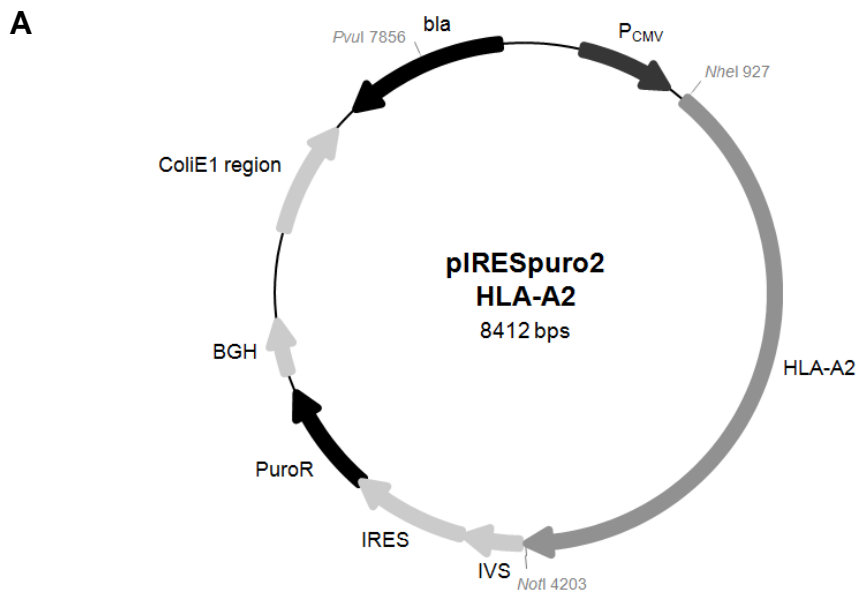 A
bla
PvuI 7856
PCMV
NheI 927
ColiE1 region
pIRESpuro2
HLA-A2
8412 bps
BGH
HLA-A2
PuroR
IRES
IVS
NotI 4203